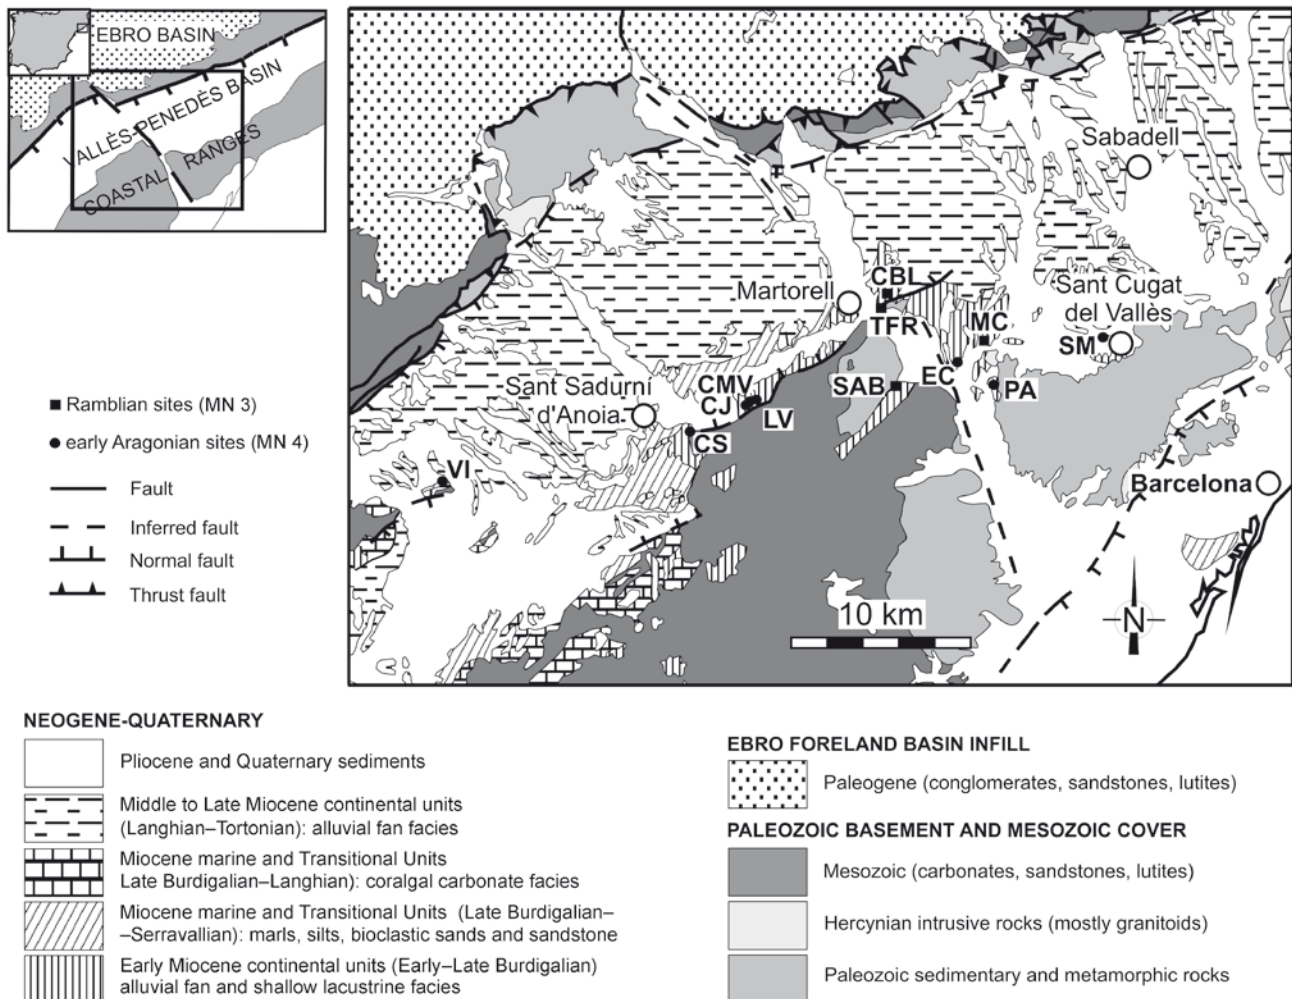 EBRO BASIN
VALLÈS-PENEDÈS BASIN
COASTAL RANGES
Sabadell
CBL
Martorell
TFR
Sant Cugat
del Vallès
MC
SM
EC
PA
SAB
CMV
CJ
LV
Sant Sadurní
d'Anoia
CS
VI
Barcelona
10 km
N
Ramblian sites (MN 3)
early Aragonian sites (MN 4)
Fault
Inferred fault
Normal fault
Thrust fault
NEOGENE-QUATERNARY
Pliocene and Quaternary sediments
Middle to Late Miocene continental units
(Langhian–Tortonian): alluvial fan facies
Miocene marine and Transitional Units
Late Burdigalian–Langhian): coralgal carbonate facies
Miocene marine and Transitional Units (Late Burdigalian–
–Serravallian): marls, silts, bioclastic sands and sandstone
Early Miocene continental units (Early–Late Burdigalian)
alluvial fan and shallow lacustrine facies
EBRO FORELAND BASIN INFILL
Paleogene (conglomerates, sandstones, lutites)
PALEOZOIC BASEMENT AND MESOZOIC COVER
Mesozoic (carbonates, sandstones, lutites)
Hercynian intrusive rocks (mostly granitoids)
Paleozoic sedimentary and metamorphic rocks